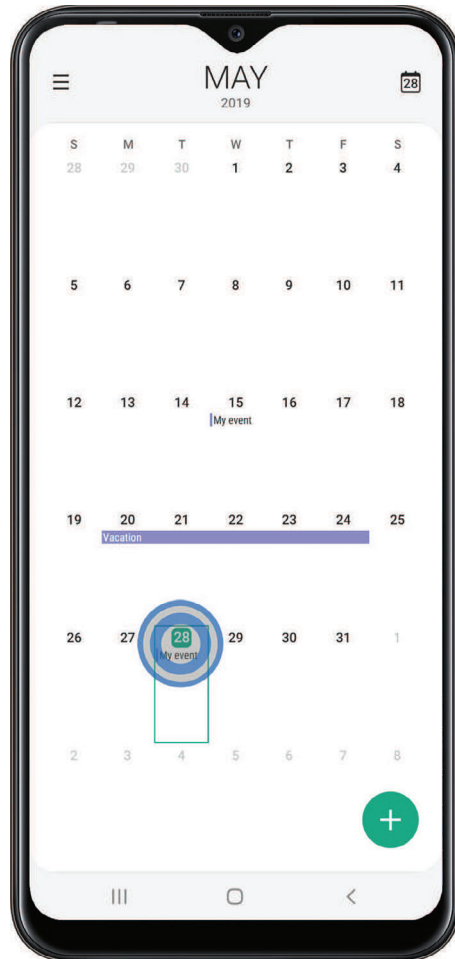 MAY
2019
28
S M T W T F S
28 29 30 1 2 3 4
5 6 7 8 9 10 11
12 13 14 15 16 17 18
My event
19 20 21 22 23 24 25
Vacation
26 27 28 29 30 31 1
My event
2 3 4 5 6 7 8